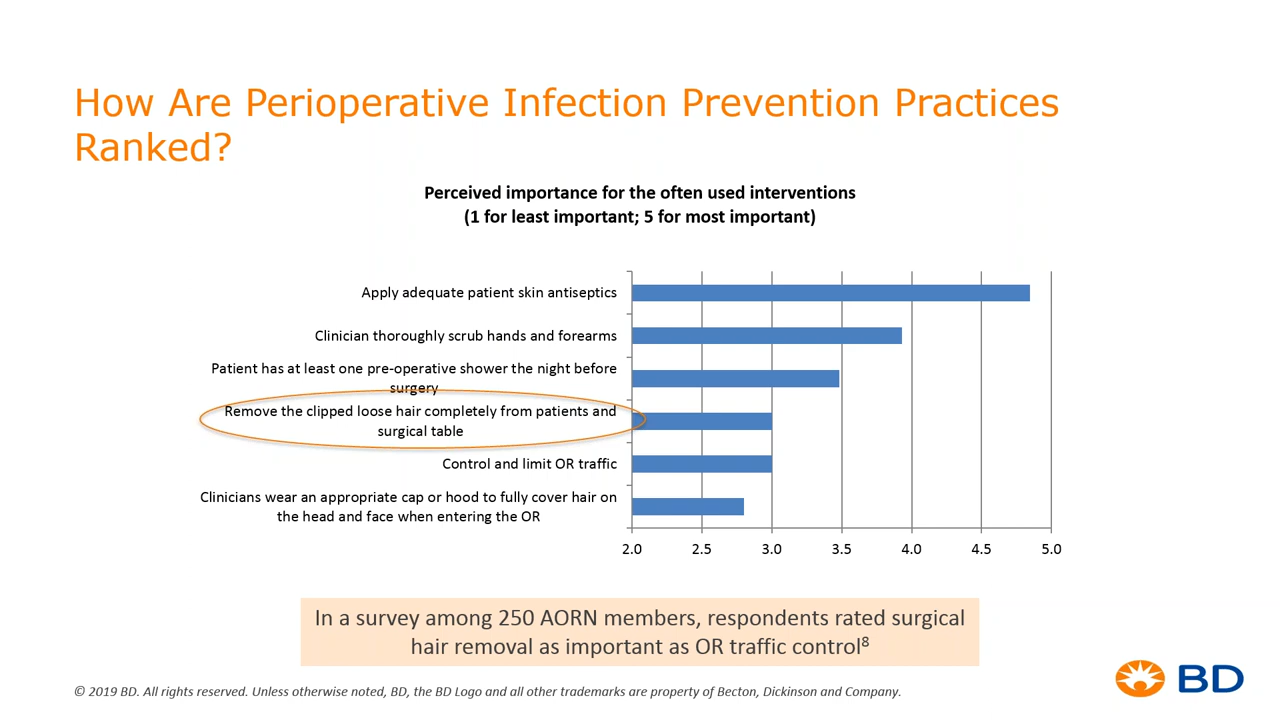 How Are Perioperative Infection Prevention Practices
Ranked?
Perceived importance for the often used interventions
(1 for least important; 5 for most important)
Apply adequate patient skin antiseptics
Clinician thoroughly scrub hands and forearms
Patient has at least one pre-operative shower the night before
surgery
Remove the clipped loose hair completely from patients and
surgical table
Control and limit OR traffic
Clinicians wear an appropriate cap or hood to fully cover hair on
the head and face when entering the OR
2.0 2.5 3.0 3.5 4.0 4.5 5.0
In a survey among 250 AORN members, respondents rated surgical
hair removal as important as OR traffic control⁸
© 2019 BD. All rights reserved. Unless otherwise noted, BD, the BD Logo and all other trademarks are property of Becton, Dickinson and Company.
BD